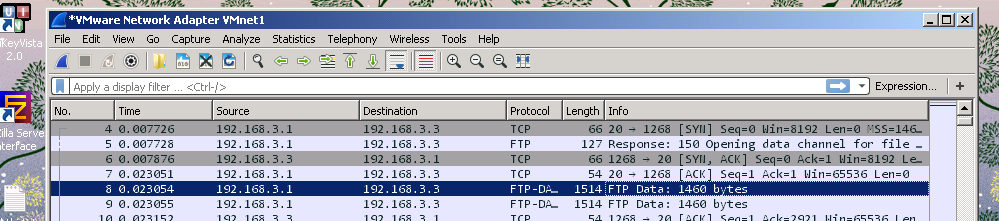 *VMware Network Adapter VMnet1
KeyVista
2.0
File Edit View Go Capture Analyze Statistics Telephony Wireless Tools Help
Apply a display filter ... <Ctrl-/> Expression... +
No. Time Source Destination Protocol Length Info
4 0.007726 192.168.3.1 192.168.3.3 TCP 66 20 → 1268 [SYN] Seq=0 Win=8192 Len=0 MSS=146…
5 0.007728 192.168.3.1 192.168.3.3 FTP 127 Response: 150 Opening data channel for file …
6 0.007876 192.168.3.3 192.168.3.1 TCP 66 1268 → 20 [SYN, ACK] Seq=0 Ack=1 Win=8192 Le…
7 0.023051 192.168.3.1 192.168.3.3 TCP 54 20 → 1268 [ACK] Seq=1 Ack=1 Win=65536 Len=0
8 0.023054 192.168.3.1 192.168.3.3 FTP-DA… 1514 FTP Data: 1460 bytes
9 0.023055 192.168.3.1 192.168.3.3 FTP-DA… 1514 FTP Data: 1460 bytes
10 0.023152 192.168.3.3 192.168.3.1 TCP 54 1268 → 20 [ACK] Seq=1 Ack=2921 Win=65536 Len…
illa Serve
nterface